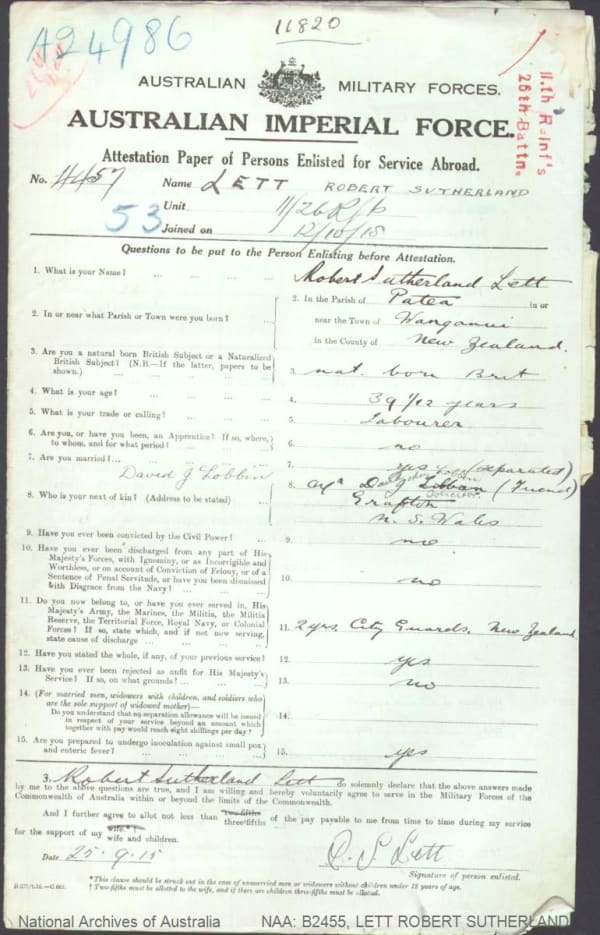 A24986
11820
AUSTRALIAN MILITARY FORCES.
AUSTRALIAN IMPERIAL FORCE.
11.th Reinf's
26th Battn.
Attestation Paper of Persons Enlisted for Service Abroad.
No. 4457 Name LETT ROBERT SUTHERLAND
Unit 11/26 R/f
53 Joined on 12/10/15
Questions to be put to the Person Enlisting before Attestation.
1. What is your Name? ... ... ... Robert Sutherland Lett
2. In or near what Parish or Town were you born? ... 2. In the Parish of Patea in or
near the Town of Wanganui
in the County of New Zealand.
3. Are you a natural born British Subject or a Naturalized
British Subject? (N.B.—If the latter, papers to be
shown.) ... ... ... ... 3. nat. born Brit
4. What is your age? ... ... ... 4. 39 /12 years
5. What is your trade or calling? ... ... 5. Labourer
6. Are you, or have you been, an Apprentice? If so, where,
to whom, and for what period? ... ... 6. no
7. Are you married?... ... ... ... 7. yes (separated)
David J Lobbin
8. Who is your next of kin? (Address to be stated) ... 8. Lobban (Friend)
Solicitor
Grafton
N. S. Wales
9. Have you ever been convicted by the Civil Power? ... 9. no
10. Have you ever been discharged from any part of His
Majesty's Forces, with Ignominy, or as Incorrigible and
Worthless, or on account of Conviction of Felony, or of a
Sentence of Penal Servitude, or have you been dismissed
with Disgrace from the Navy? ... ... 10. no
11. Do you now belong to, or have you ever served in, His
Majesty's Army, the Marines, the Militia, the Militia
Reserve, the Territorial Force, Royal Navy, or Colonial
Forces? If so, state which, and if not now serving,
state cause of discharge ... ... ... 11. 2 yrs. City Guards, New Zealand
12. Have you stated the whole, if any, of your previous service? 12. yes
13. Have you ever been rejected as unfit for His Majesty's
Service? If so, on what grounds? ... ... 13. no
14. (For married men, widowers with children, and soldiers who
are the sole support of widowed mother)—
Do you understand that no separation allowance will be issued
in respect of your service beyond an amount which
together with pay would reach eight shillings per day? 14.
15. Are you prepared to undergo inoculation against small pox
and enteric fever? ... ... ... ... 15. yes
3. Robert Sutherland Lett do solemnly declare that the above answers made
by me to the above questions are true, and I am willing and hereby voluntarily agree to serve in the Military Forces of the
Commonwealth of Australia within or beyond the limits of the Commonwealth.
And I further agree to allot not less than two-fifths three-fifths of the pay payable to me from time to time during my service
for the support of my wife.*† wife and children.
Date 25-9-15 R. S. Lett
Signature of person enlisted.
*This clause should be struck out in the case of unmarried men or widowers without children under 18 years of age.
† Two-fifths must be allotted to the wife, and if there are children three-fifths must be allotted.
National Archives of Australia NAA: B2455, LETT ROBERT SUTHERLAND